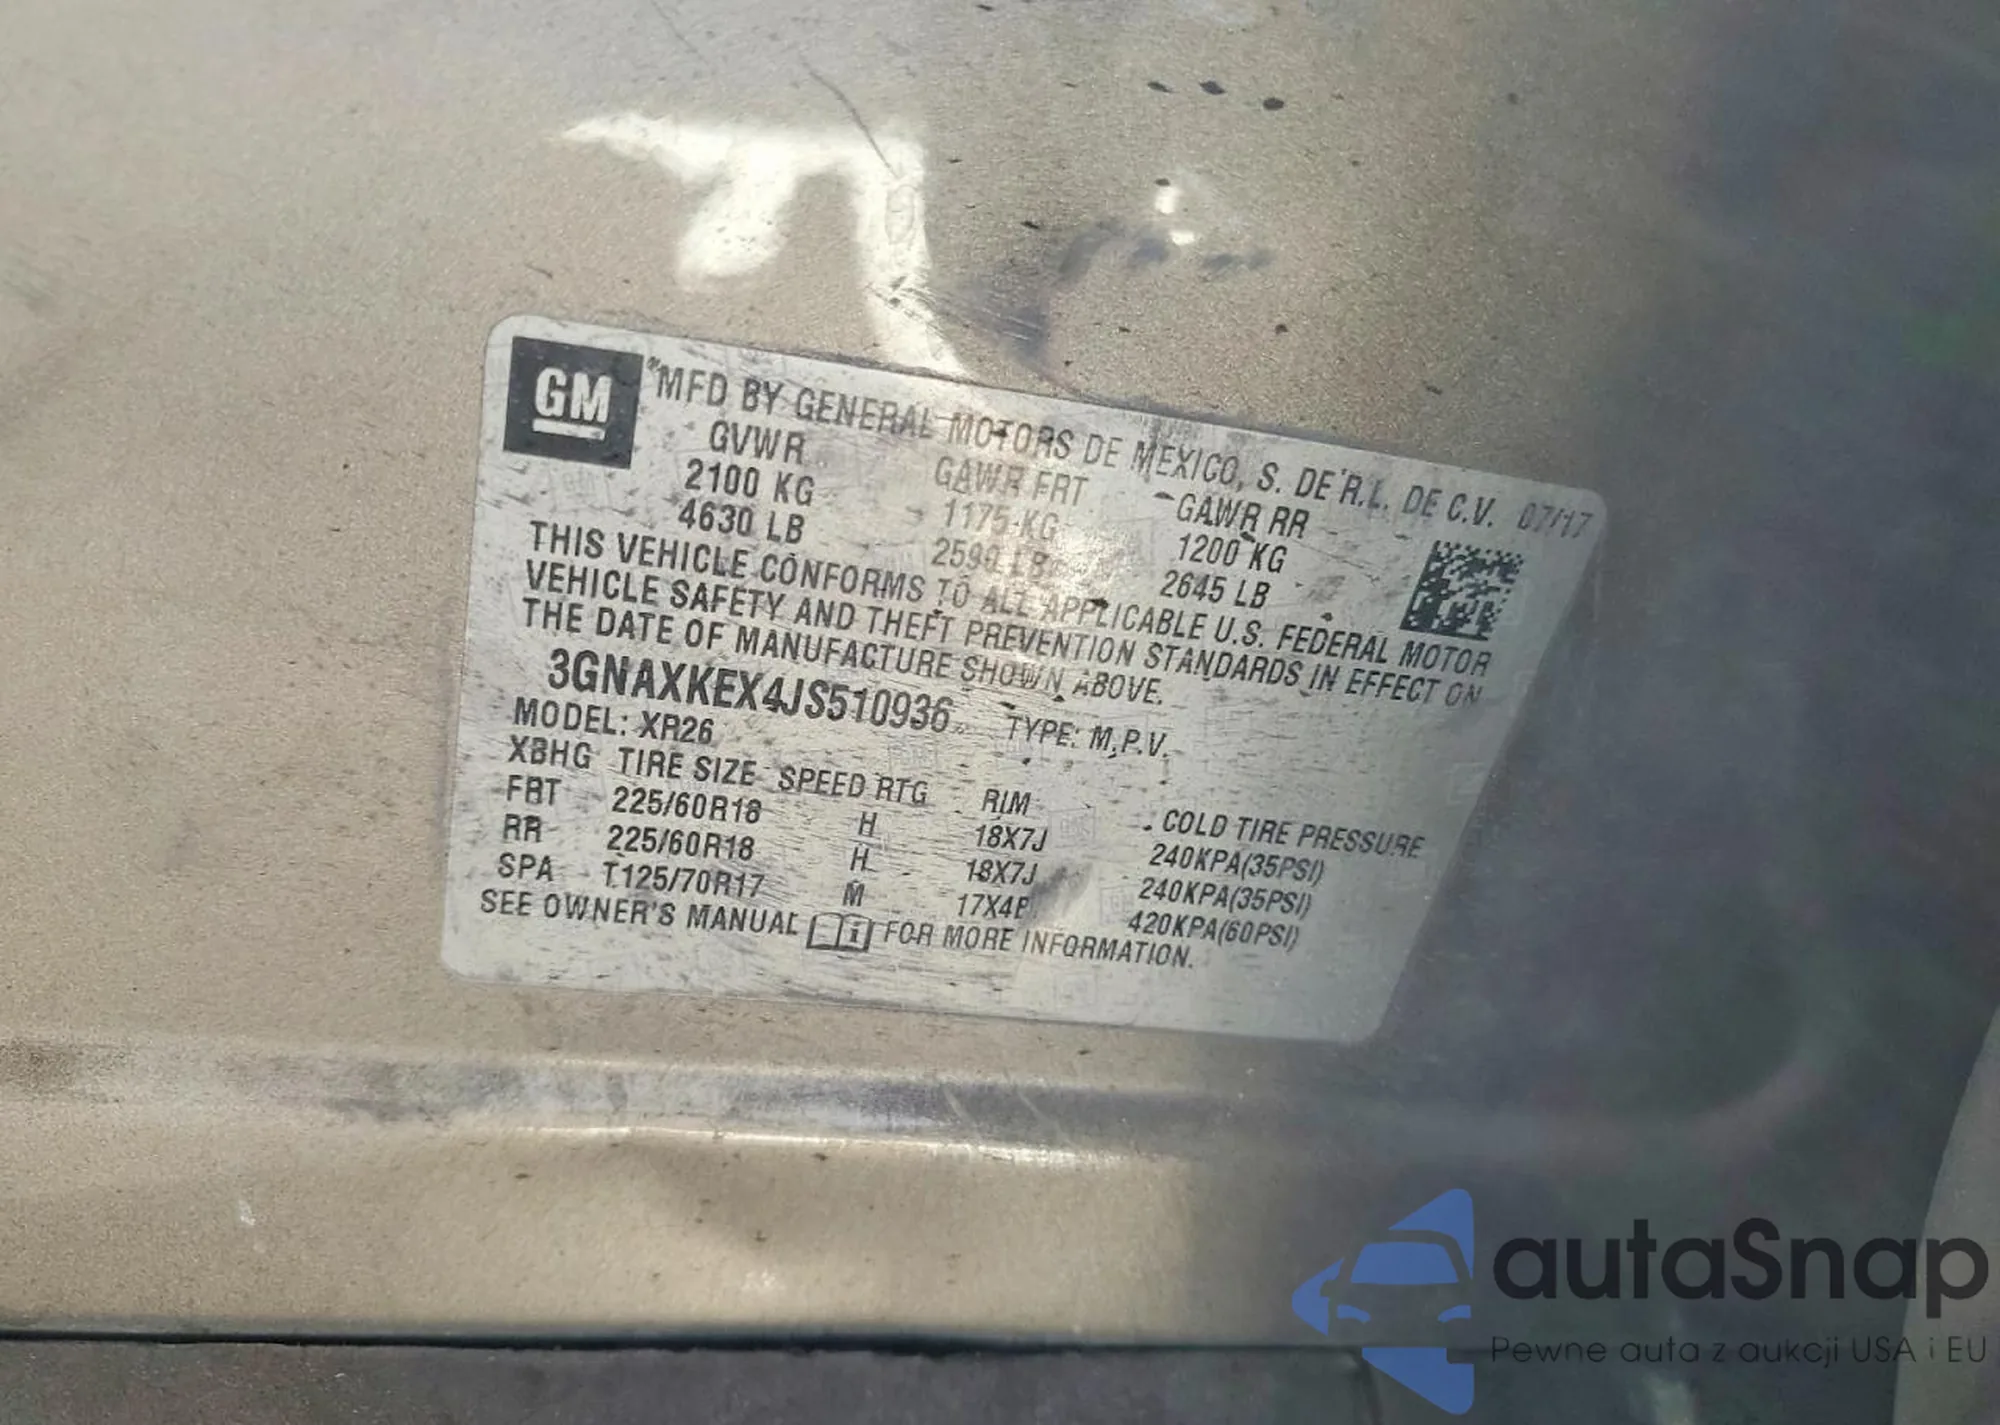 GM "MFD BY GENERAL MOTORS DE MEXICO, S. DE R.L. DE C.V. 07/17
GVWR GAWR FRT GAWR RR
2100 KG 1175 KG 1200 KG
4630 LB 2590 LB 2645 LB
THIS VEHICLE CONFORMS TO ALL APPLICABLE U.S. FEDERAL MOTOR
VEHICLE SAFETY AND THEFT PREVENTION STANDARDS IN EFFECT ON
THE DATE OF MANUFACTURE SHOWN ABOVE.
3GNAXKEX4JS510936 TYPE: M.P.V.
MODEL: XR26
XBHG TIRE SIZE SPEED RTG RIM COLD TIRE PRESSURE
FRT 225/60R18 H 18X7J 240KPA(35PSI)
RR 225/60R18 H 18X7J 240KPA(35PSI)
SPA T125/70R17 M 17X4B 420KPA(60PSI)
SEE OWNER'S MANUAL FOR MORE INFORMATION.
autaSnap
Pewne auta z aukcji USA i EU